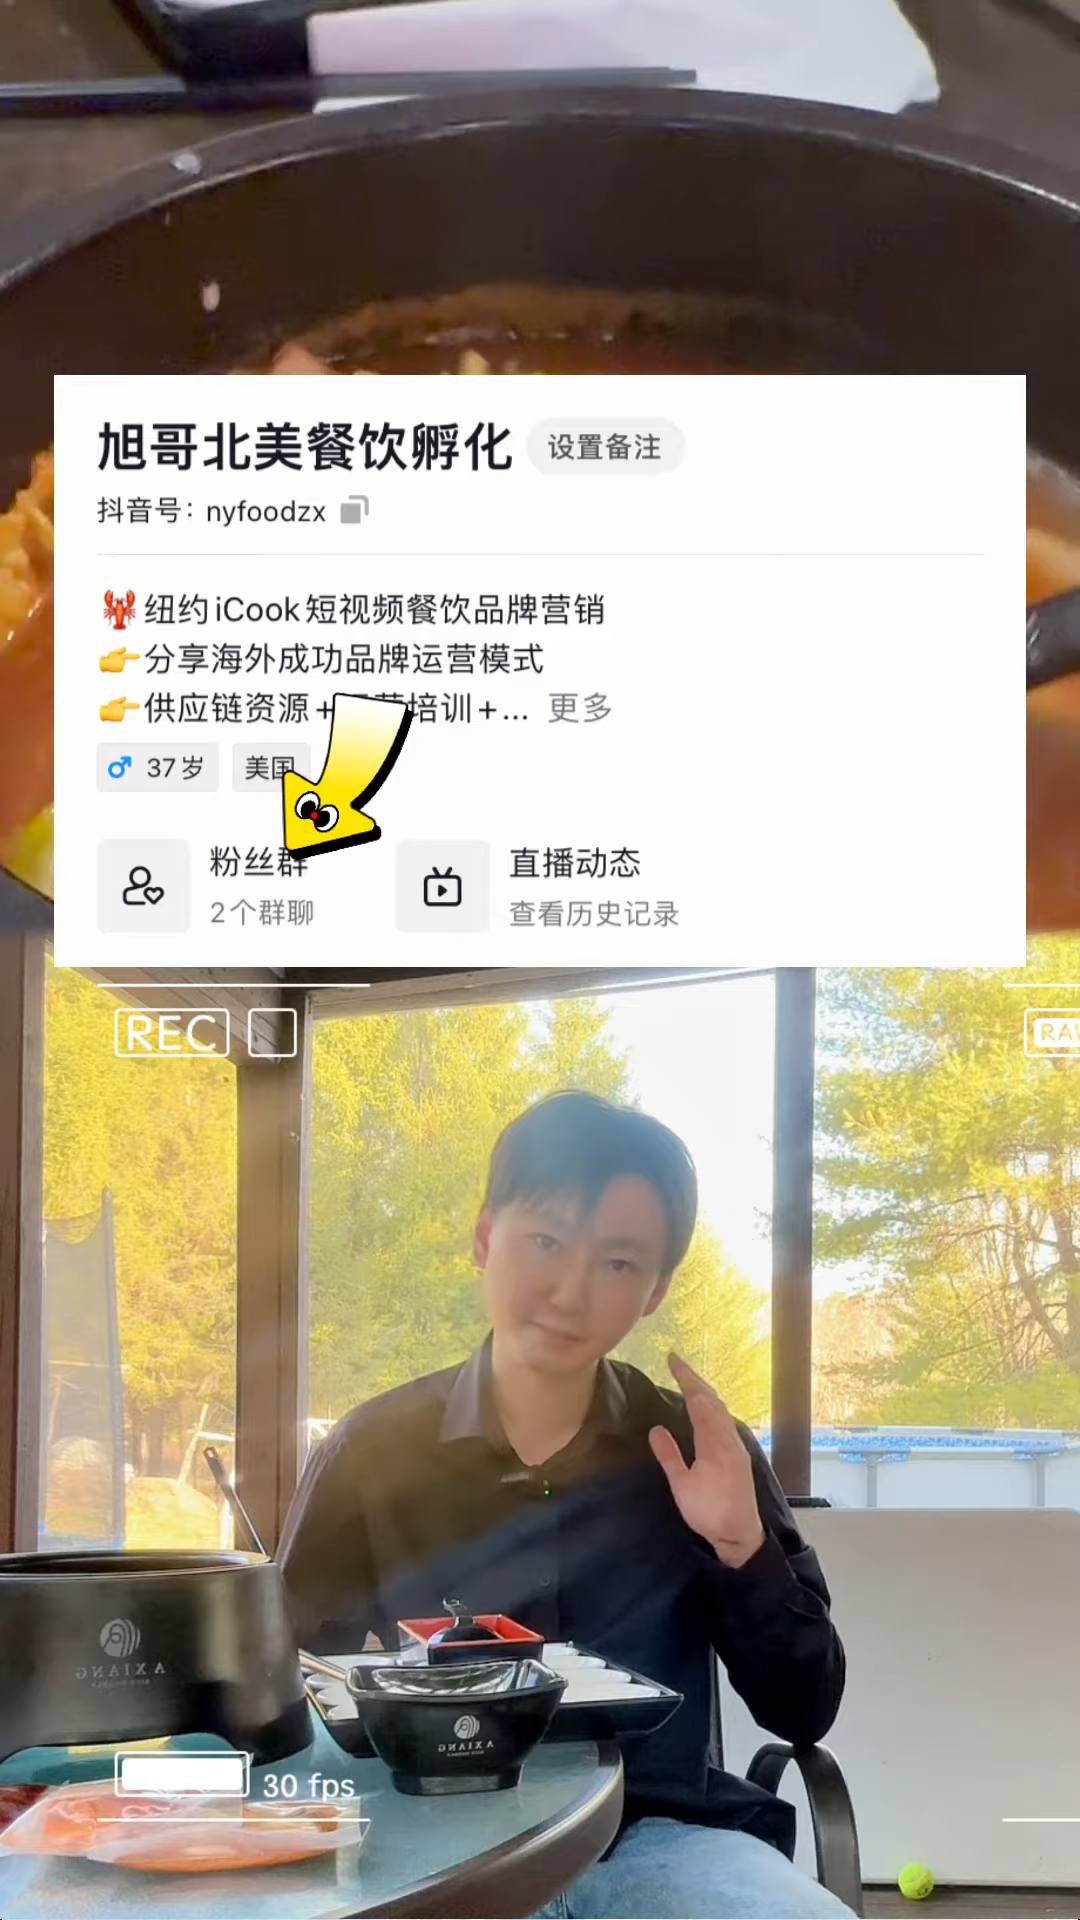 旭哥北美餐饮孵化 设置备注
抖音号：nyfoodzx
纽约iCook短视频餐饮品牌营销
分享海外成功品牌运营模式
供应链资源+ 培训+... 更多
37岁 美国
粉丝群 直播动态
2个群聊 查看历史记录
REC
AXIANG
AXIANG
30 fps